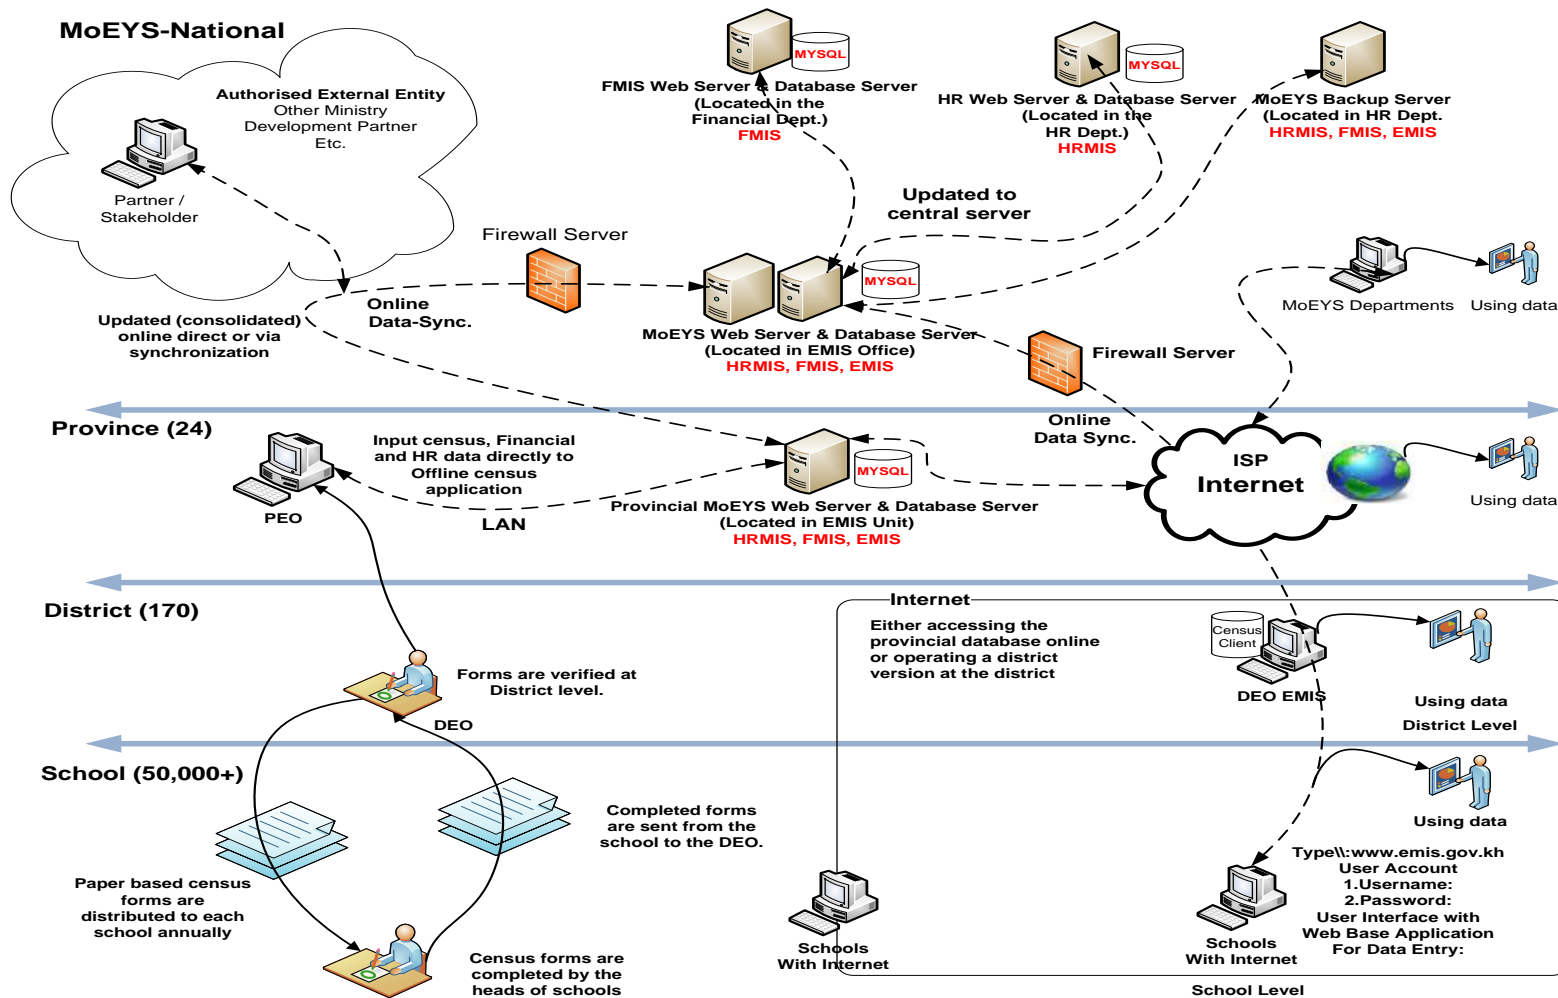 MoEYS-National
Authorised External Entity
Other Ministry
Development Partner
Etc.
Partner /
Stakeholder
MYSQL
FMIS Web Server & Database Server
(Located in the
Financial Dept.)
FMIS
MYSQL
HR Web Server & Database Server
(Located in the
HR Dept.)
HRMIS
MoEYS Backup Server
(Located in HR Dept.
HRMIS, FMIS, EMIS
Updated to
central server
Firewall Server
Online
Data-Sync.
Updated (consolidated)
online direct or via
synchronization
MYSQL
MoEYS Web Server & Database Server
(Located in EMIS Office)
HRMIS, FMIS, EMIS
Firewall Server
MoEYS Departments
Using data
Online
Data Sync.
Province (24)
PEO
Input census, Financial
and HR data directly to
Offline census
application
LAN
MYSQL
Provincial MoEYS Web Server & Database Server
(Located in EMIS Unit)
HRMIS, FMIS, EMIS
ISP
Internet
Using data
District (170)
Forms are verified at
District level.
DEO
Internet
Either accessing the
provincial database online
or operating a district
version at the district
Census
Client
DEO EMIS
Using data
District Level
School (50,000+)
Completed forms
are sent from the
school to the DEO.
Paper based census
forms are
distributed to each
school annually
Census forms are
completed by the
heads of schools
Schools
With Internet
Schools
With Internet
Using data
Type\\:www.emis.gov.kh
User Account
1.Username:
2.Password:
User Interface with
Web Base Application
For Data Entry:
School Level